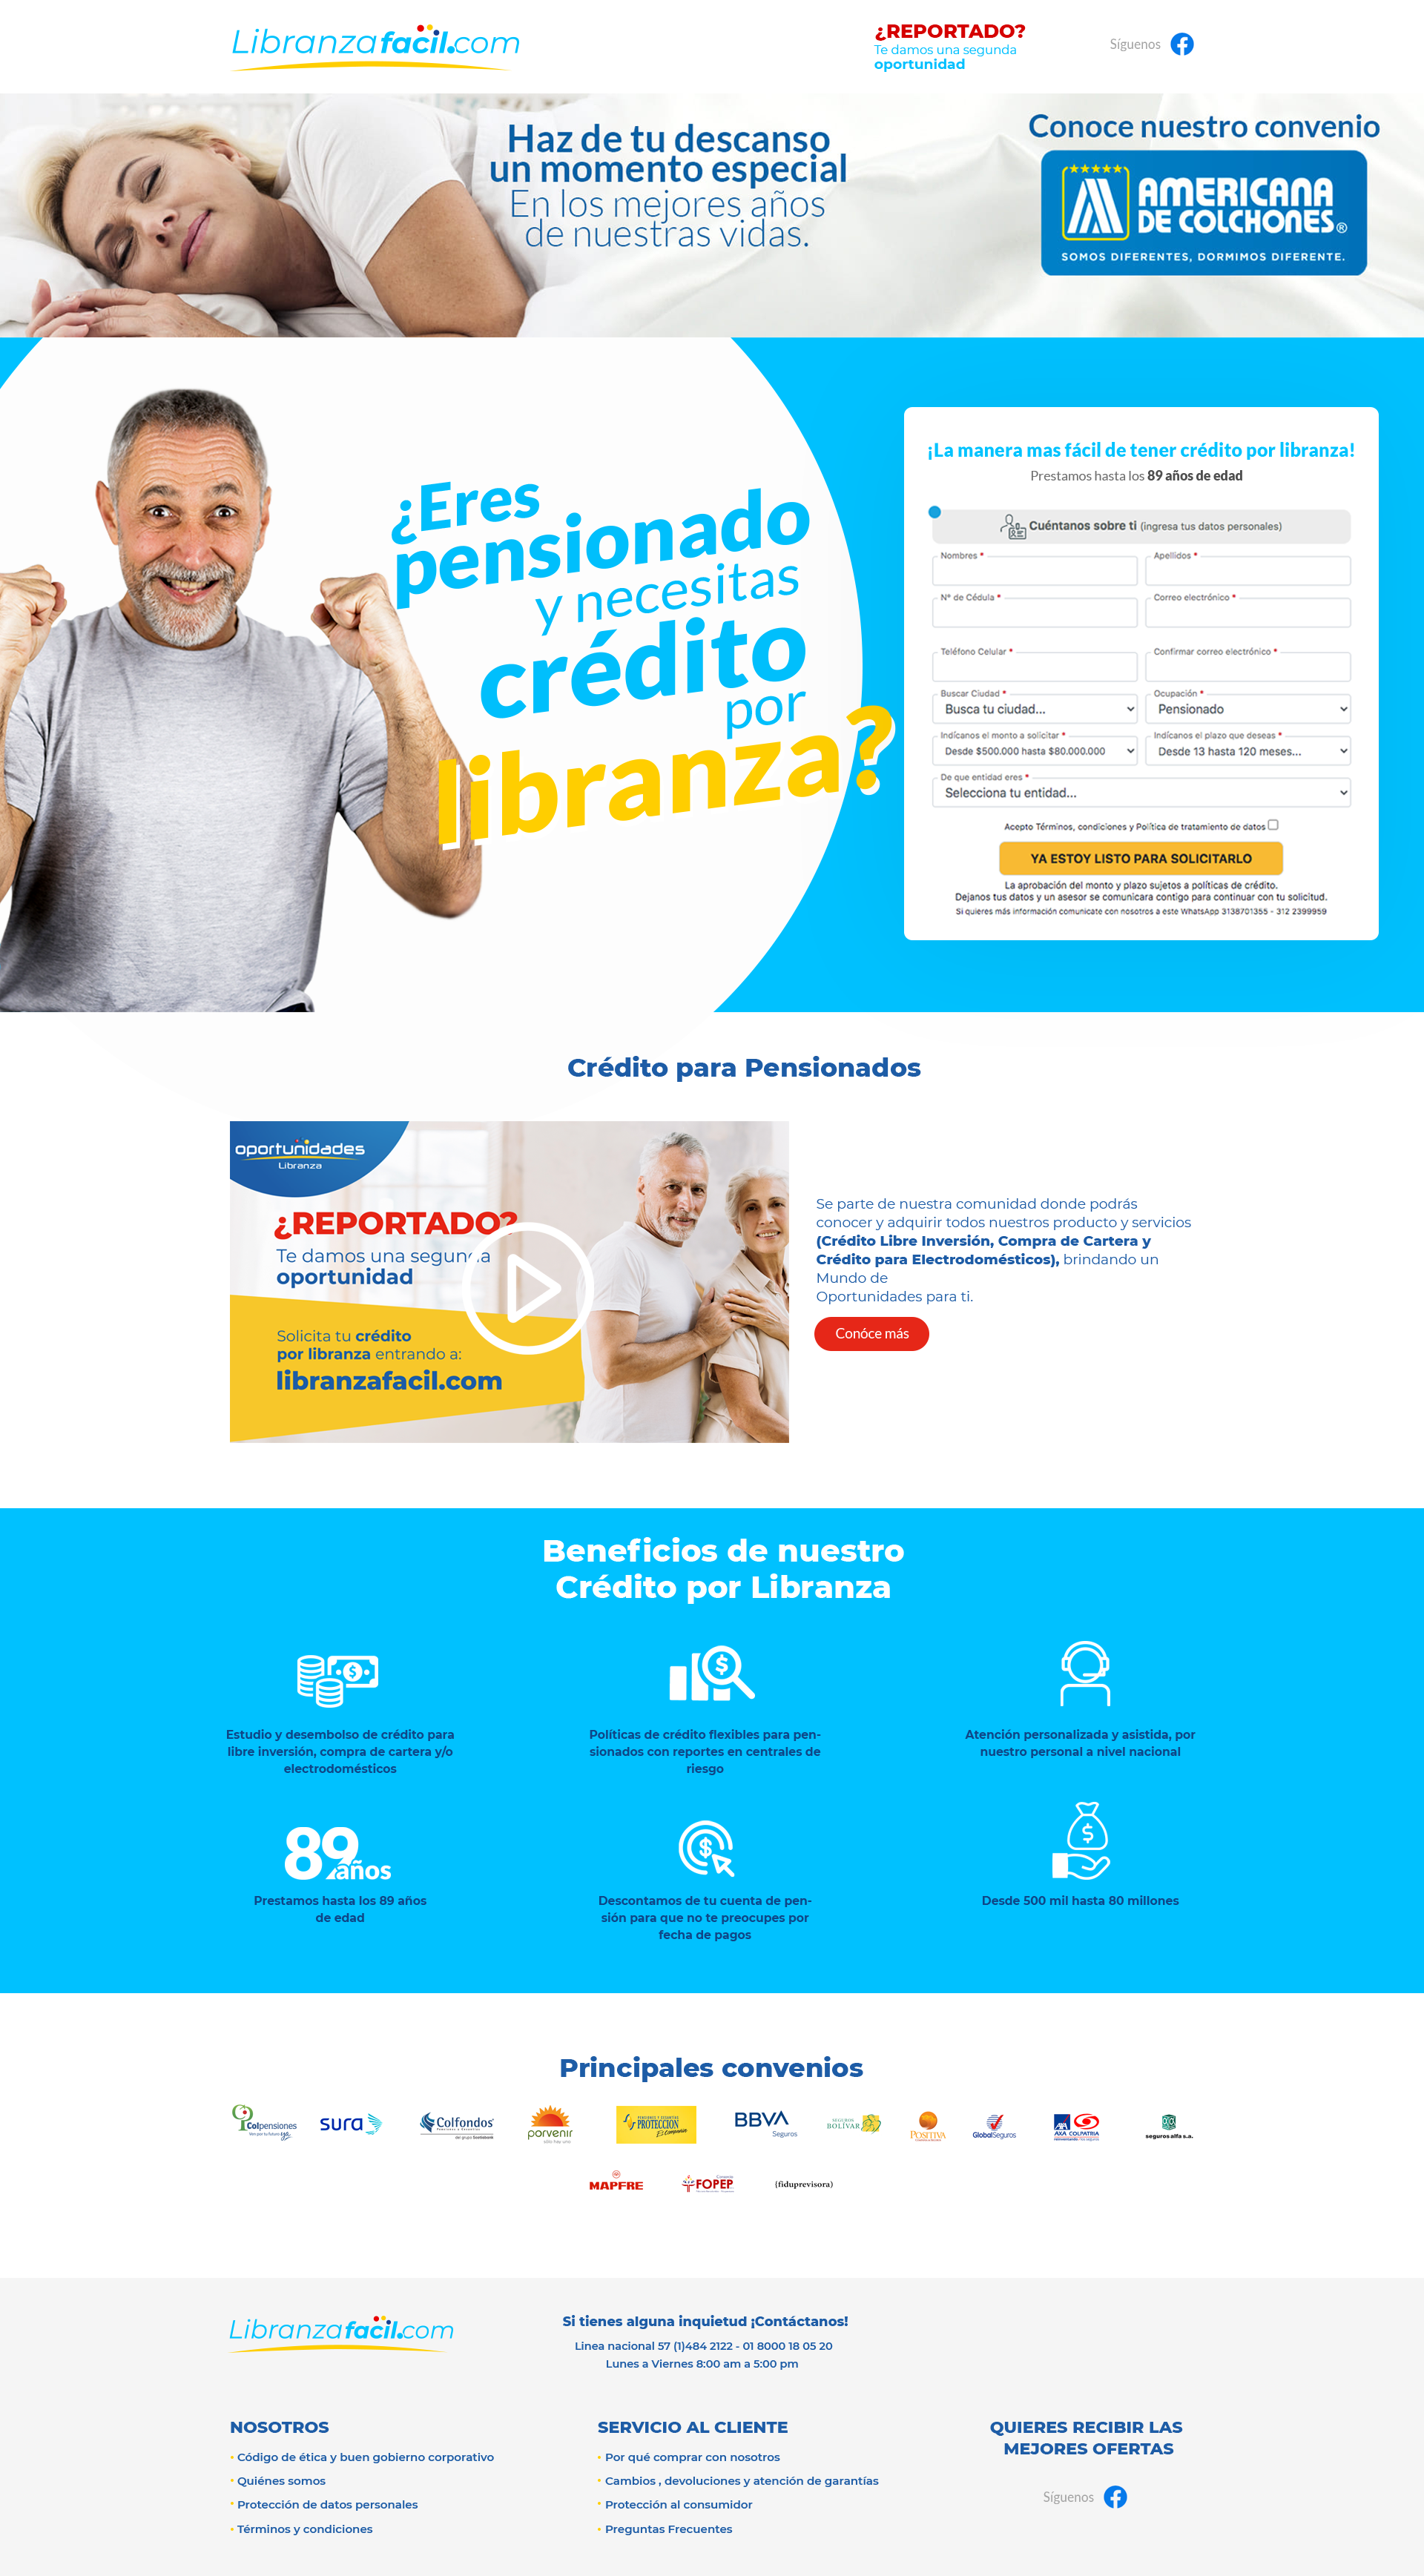 Libranzafacil.com
¿REPORTADO?
Te damos una segunda
oportunidad
Síguenos
Haz de tu descanso
un momento especial
En los mejores años
de nuestras vidas.
Conoce nuestro convenio
AMERICANA
DE COLCHONES®
SOMOS DIFERENTES, DORMIMOS DIFERENTE.
¿Eres
pensionado
y necesitas
crédito
por
libranza?
¡La manera mas fácil de tener crédito por libranza!
Prestamos hasta los 89 años de edad
Cuéntanos sobre ti (ingresa tus datos personales)
Nombres *
Apellidos *
Nº de Cédula *
Correo electrónico *
Teléfono Celular *
Confirmar correo electrónico *
Buscar Ciudad *
Ocupación *
Busca tu ciudad...
Pensionado
Indícanos el monto a solicitar *
Indícanos el plazo que deseas *
Desde $500.000 hasta $80.000.000
Desde 13 hasta 120 meses...
De que entidad eres *
Selecciona tu entidad...
Acepto Términos, condiciones y Política de tratamiento de datos
YA ESTOY LISTO PARA SOLICITARLO
La aprobación del monto y plazo sujetos a políticas de crédito.
Dejanos tus datos y un asesor se comunicara contigo para continuar con tu solicitud.
Si quieres más información comunicate con nosotros a este WhatsApp 3138701355 - 312 2399959
Crédito para Pensionados
oportunidades
Libranza
¿REPORTADO?
Te damos una segunda
oportunidad
Solicita tu crédito
por libranza entrando a:
libranzafacil.com
Se parte de nuestra comunidad donde podrás
conocer y adquirir todos nuestros producto y servicios
(Crédito Libre Inversión, Compra de Cartera y
Crédito para Electrodomésticos), brindando un
Mundo de
Oportunidades para ti.
Conóce más
Beneficios de nuestro
Crédito por Libranza
Estudio y desembolso de crédito para
libre inversión, compra de cartera y/o
electrodomésticos
Políticas de crédito flexibles para pen-
sionados con reportes en centrales de
riesgo
Atención personalizada y asistida, por
nuestro personal a nivel nacional
89
años
Prestamos hasta los 89 años
de edad
Descontamos de tu cuenta de pen-
sión para que no te preocupes por
fecha de pagos
Desde 500 mil hasta 80 millones
Principales convenios
Colpensiones
sura
Colfondos
porvenir
PROTECCION
BBVA
Seguros
SEGUROS
BOLÍVAR
POSITIVA
GlobalSeguros
AXA COLPATRIA
seguros alfa s.a.
MAPFRE
FOPEP
{fiduprevisora)
Libranzafacil.com
Si tienes alguna inquietud ¡Contáctanos!
Linea nacional 57 (1)484 2122 - 01 8000 18 05 20
Lunes a Viernes 8:00 am a 5:00 pm
NOSOTROS
• Código de ética y buen gobierno corporativo
• Quiénes somos
• Protección de datos personales
• Términos y condiciones
SERVICIO AL CLIENTE
• Por qué comprar con nosotros
• Cambios , devoluciones y atención de garantías
• Protección al consumidor
• Preguntas Frecuentes
QUIERES RECIBIR LAS
MEJORES OFERTAS
Síguenos